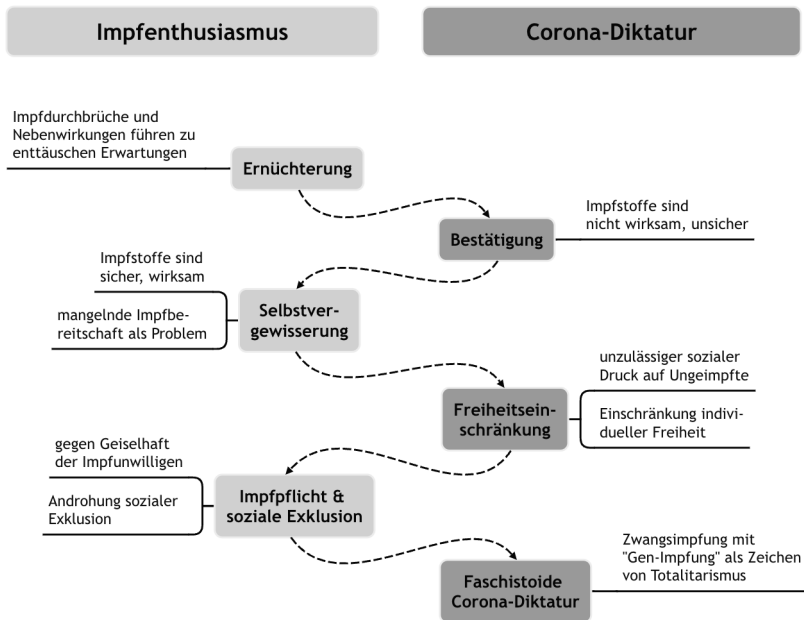 Impfenthusiasmus
Corona-Diktatur
Impfdurchbrüche und
Nebenwirkungen führen zu
enttäuschen Erwartungen
Ernüchterung
Impfstoffe sind
nicht wirksam, unsicher
Bestätigung
Impfstoffe sind
sicher, wirksam
mangelnde Impfbe-
reitschaft als Problem
Selbstver-
gewisserung
unzulässiger sozialer
Druck auf Ungeimpfte
Einschränkung indivi-
dueller Freiheit
Freiheitsein-
schränkung
gegen Geiselhaft
der Impfunwilligen
Androhung sozialer
Exklusion
Impfpflicht &
soziale Exklusion
Zwangsimpfung mit
"Gen-Impfung" als Zeichen
von Totalitarismus
Faschistoide
Corona-Diktatur